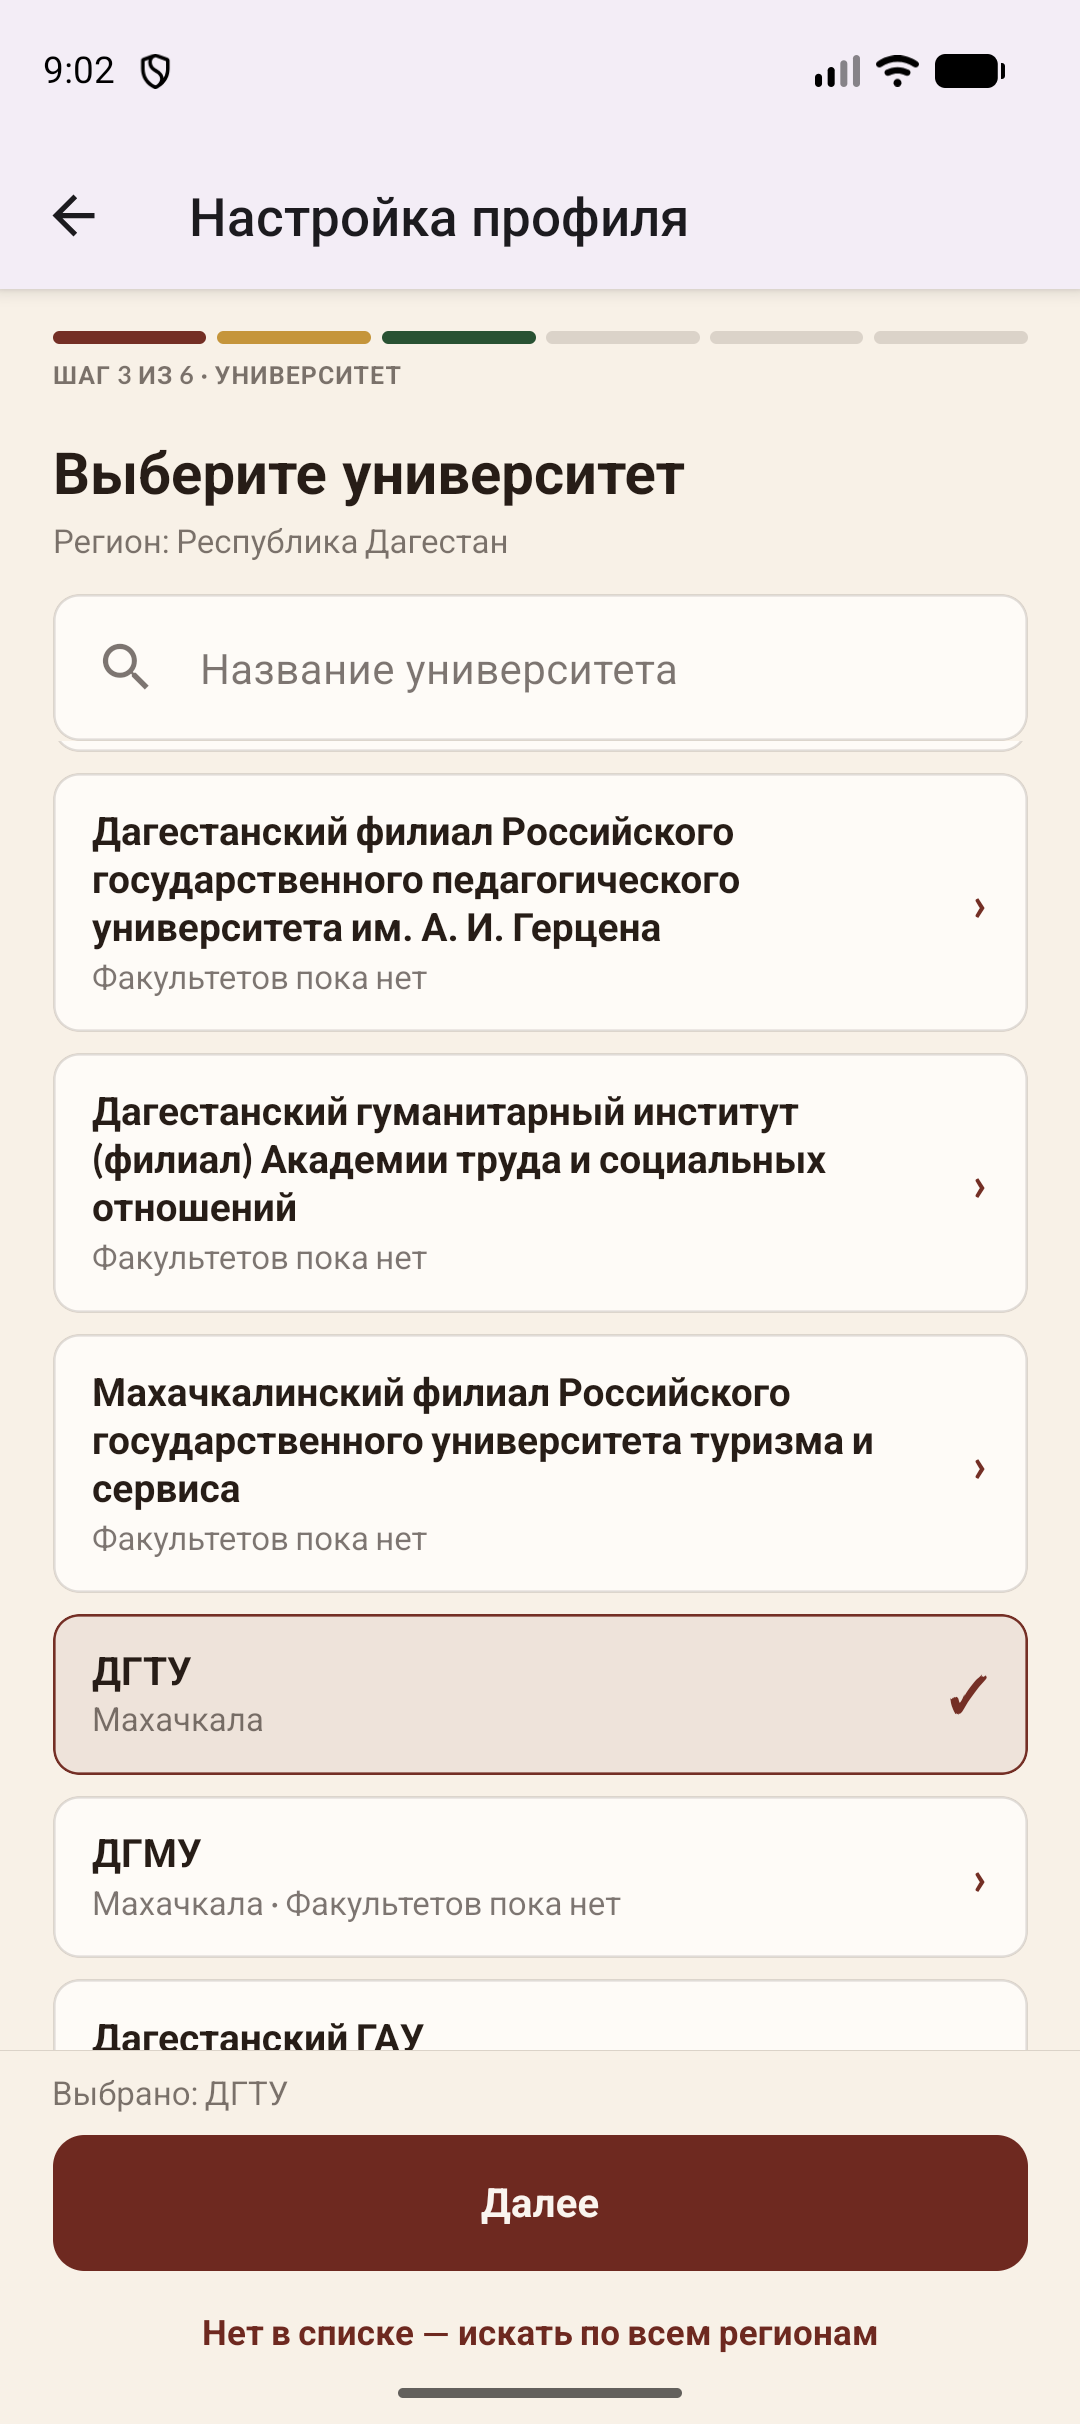 9:02
Настройка профиля
ШАГ 3 ИЗ 6 · УНИВЕРСИТЕТ
Выберите университет
Регион: Республика Дагестан
Название университета
Дагестанский филиал Российского
государственного педагогического
университета им. А. И. Герцена
Факультетов пока нет
Дагестанский гуманитарный институт
(филиал) Академии труда и социальных
отношений
Факультетов пока нет
Махачкалинский филиал Российского
государственного университета туризма и
сервиса
Факультетов пока нет
ДГТУ
Махачкала
ДГМУ
Махачкала · Факультетов пока нет
Дагестанский ГАУ
Выбрано: ДГТУ
Далее
Нет в списке — искать по всем регионам